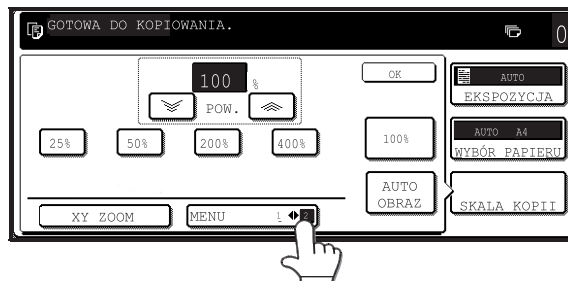 GOTOWA DO KOPIOWANIA.
0
100 %
POW.
OK
AUTO
EKSPOZYCJA
25%
50%
200%
400%
100%
AUTO A4
WYBÓR PAPIERU
AUTO
OBRAZ
SKALA KOPII
XY ZOOM
MENU 1 2